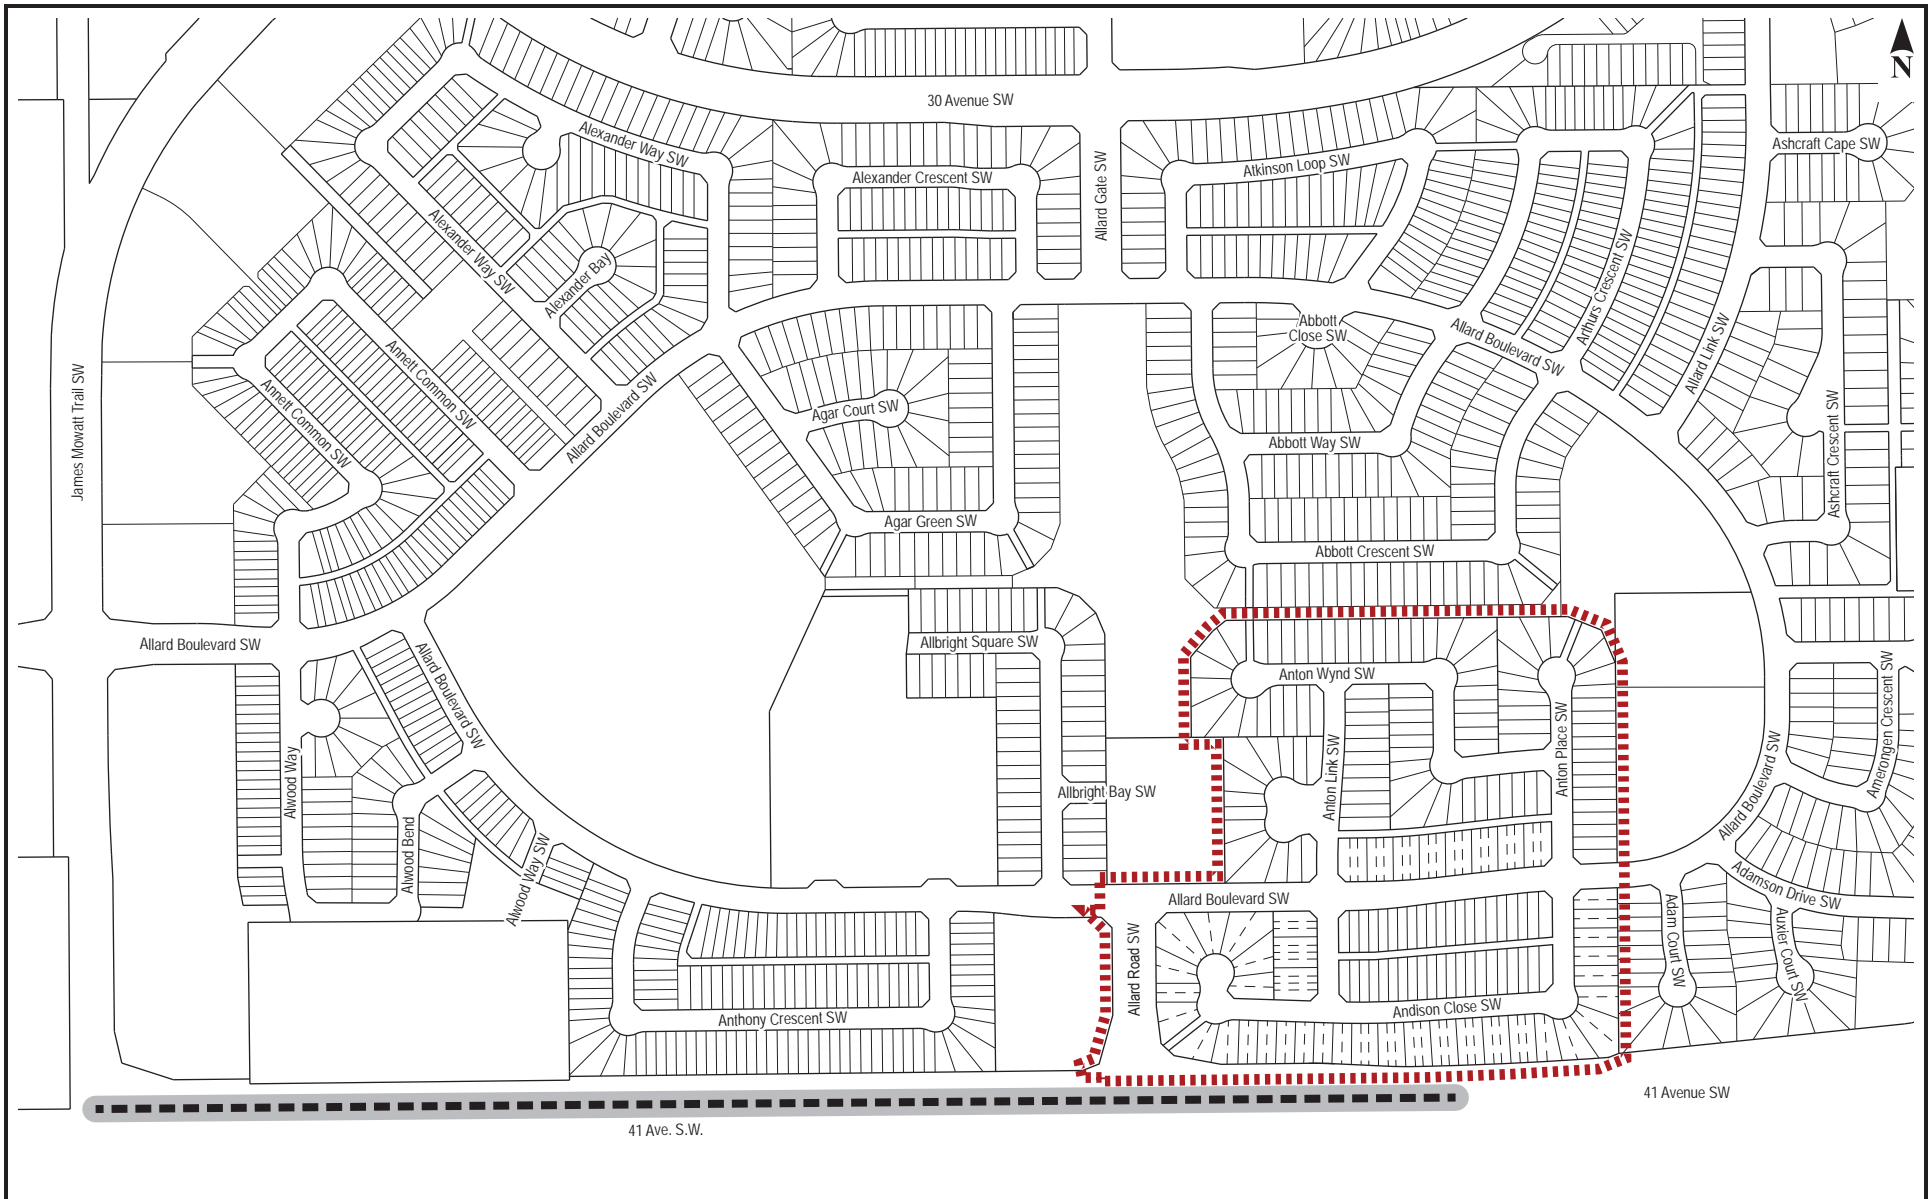 N
30 Avenue SW
Alexander Way SW
Ashcraft Cape SW
Alexander Crescent SW
Allard Gate SW
Atkinson Loop SW
Alexander Way SW
Alexander Bay
Arthurs Crescent SW
Abbott
Close SW
Allard Boulevard SW
Allard Link SW
Annett Common SW
Annett Common SW
Allard Boulevard SW
James Mowatt Trail SW
Agar Court SW
Abbott Way SW
Ashcraft Crescent SW
Agar Green SW
Abbott Crescent SW
Allard Boulevard SW
Allard Boulevard SW
Allbright Square SW
Anton Wynd SW
Amerongen Crescent SW
Anton Place SW
Anton Link SW
Allard Boulevard SW
Alwood Way
Allbright Bay SW
Alwood Bend
Alwood Way SW
Allard Boulevard SW
Adamson Drive SW
Adam Court SW
Auxier Court SW
Allard Road SW
Andison Close SW
Anthony Crescent SW
41 Avenue SW
41 Ave. S.W.